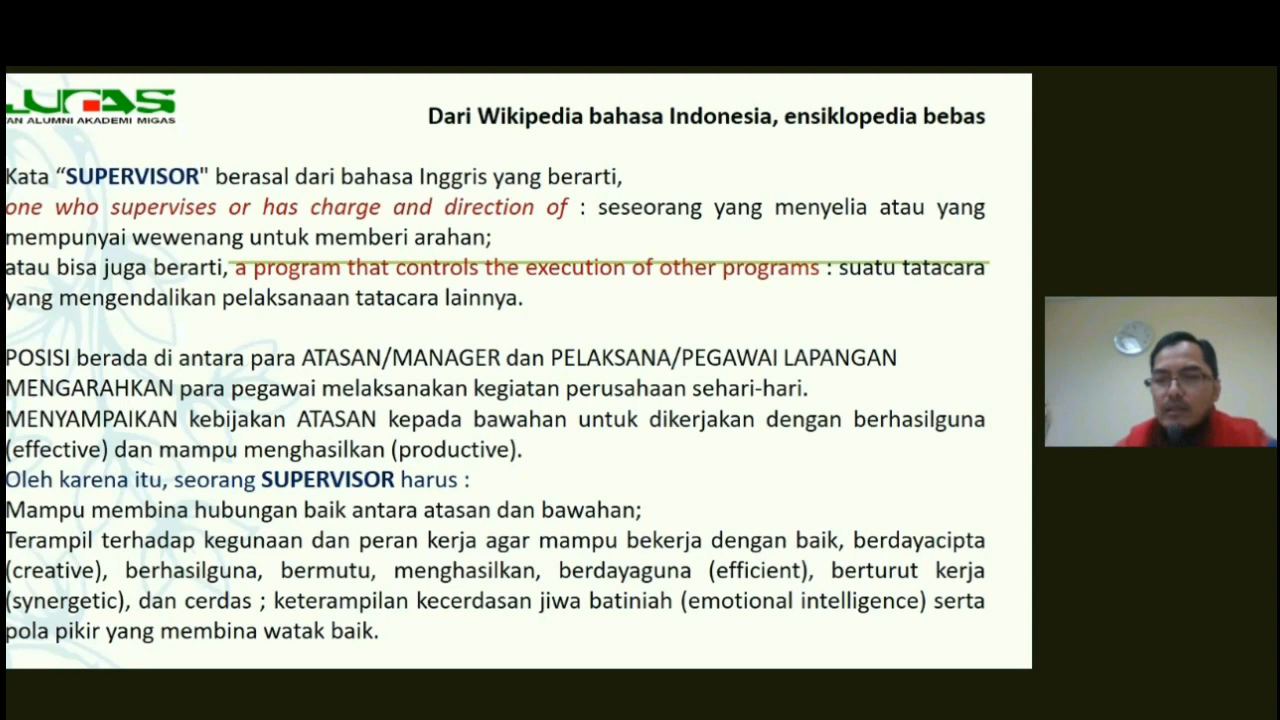 AN ALUMNI AKADEMI MIGAS
Dari Wikipedia bahasa Indonesia, ensiklopedia bebas
Kata “SUPERVISOR" berasal dari bahasa Inggris yang berarti,
one who supervises or has charge and direction of : seseorang yang menyelia atau yang
mempunyai wewenang untuk memberi arahan;
atau bisa juga berarti, a program that controls the execution of other programs : suatu tatacara
yang mengendalikan pelaksanaan tatacara lainnya.
POSISI berada di antara para ATASAN/MANAGER dan PELAKSANA/PEGAWAI LAPANGAN
MENGARAHKAN para pegawai melaksanakan kegiatan perusahaan sehari-hari.
MENYAMPAIKAN kebijakan ATASAN kepada bawahan untuk dikerjakan dengan berhasilguna
(effective) dan mampu menghasilkan (productive).
Oleh karena itu, seorang SUPERVISOR harus :
Mampu membina hubungan baik antara atasan dan bawahan;
Terampil terhadap kegunaan dan peran kerja agar mampu bekerja dengan baik, berdayacipta
(creative), berhasilguna, bermutu, menghasilkan, berdayaguna (efficient), berturut kerja
(synergetic), dan cerdas ; keterampilan kecerdasan jiwa batiniah (emotional intelligence) serta
pola pikir yang membina watak baik.